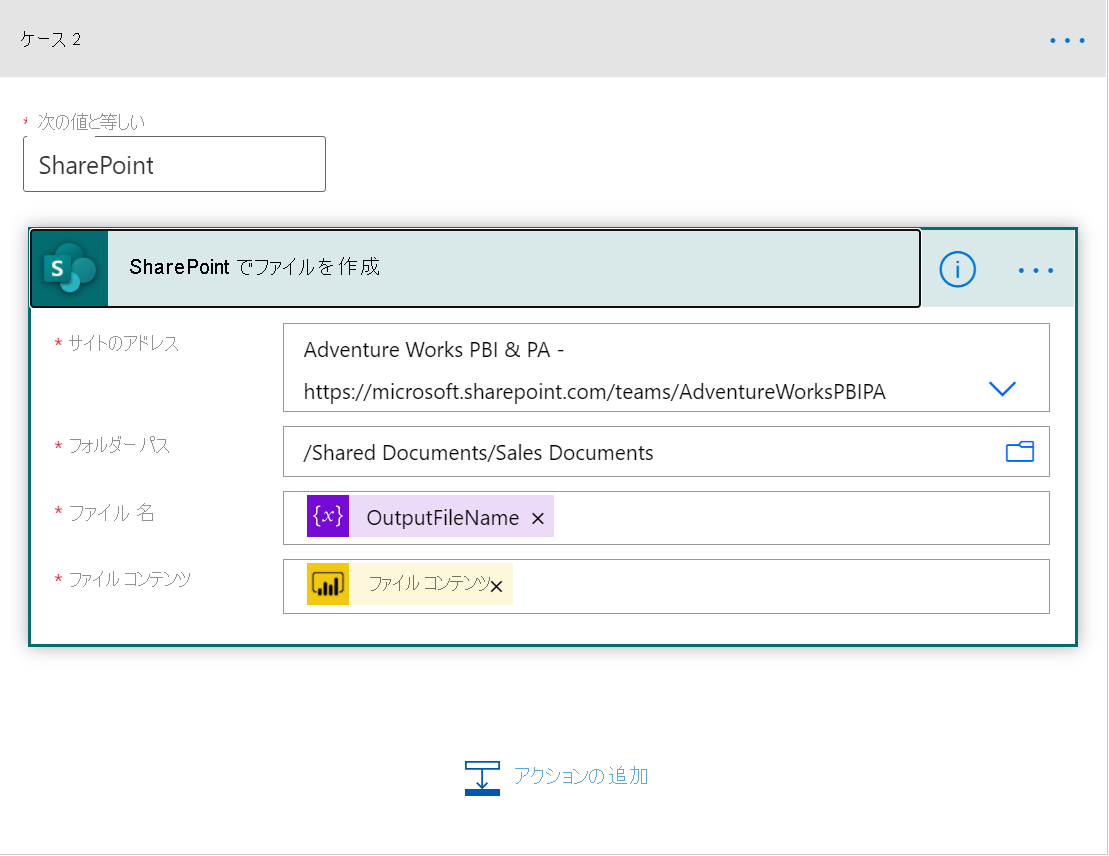 ケース 2
* 次の値と等しい
SharePoint
SharePoint でファイルを作成
* サイトのアドレス
Adventure Works PBI & PA -
https://microsoft.sharepoint.com/teams/AdventureWorksPBIPA
* フォルダー パス
/Shared Documents/Sales Documents
* ファイル 名
{x} OutputFileName ×
* ファイル コンテンツ
ファイル コンテンツ ×
アクションの 追加